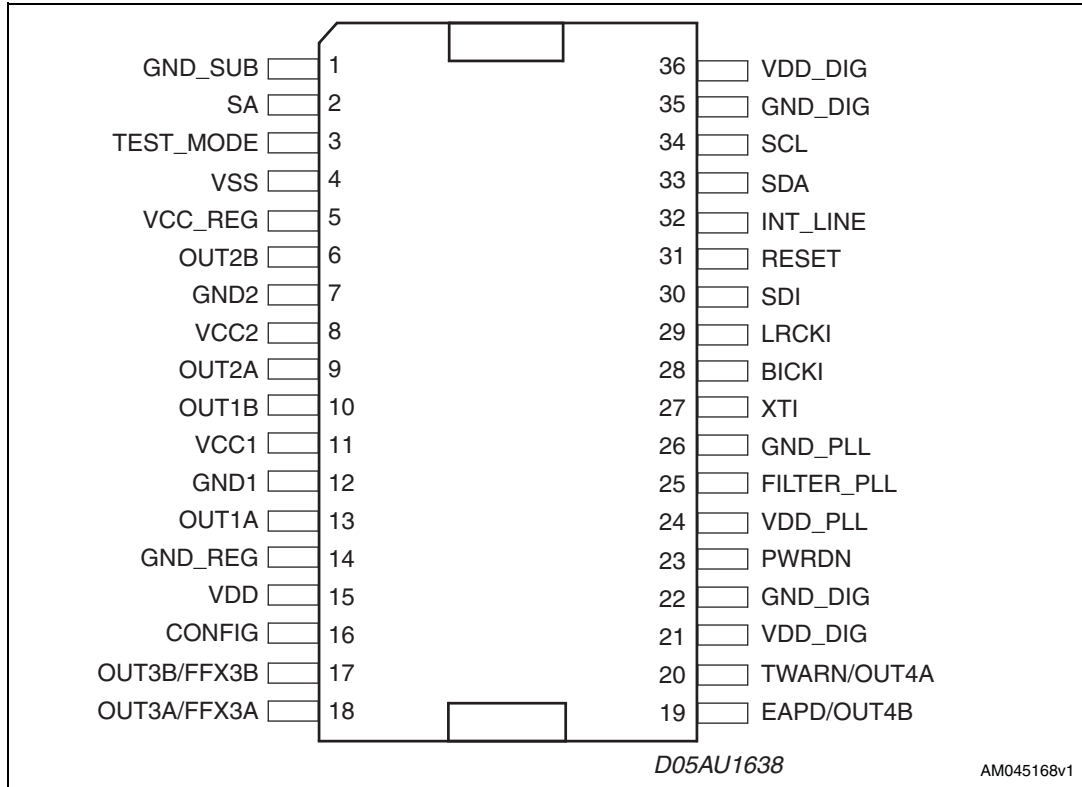 GND_SUB 1 36 VDD_DIG
SA 2 35 GND_DIG
TEST_MODE 3 34 SCL
VSS 4 33 SDA
VCC_REG 5 32 INT_LINE
OUT2B 6 31 RESET
GND2 7 30 SDI
VCC2 8 29 LRCKI
OUT2A 9 28 BICKI
OUT1B 10 27 XTI
VCC1 11 26 GND_PLL
GND1 12 25 FILTER_PLL
OUT1A 13 24 VDD_PLL
GND_REG 14 23 PWRDN
VDD 15 22 GND_DIG
CONFIG 16 21 VDD_DIG
OUT3B/FFX3B 17 20 TWARN/OUT4A
OUT3A/FFX3A 18 19 EAPD/OUT4B
D05AU1638
AM045168v1